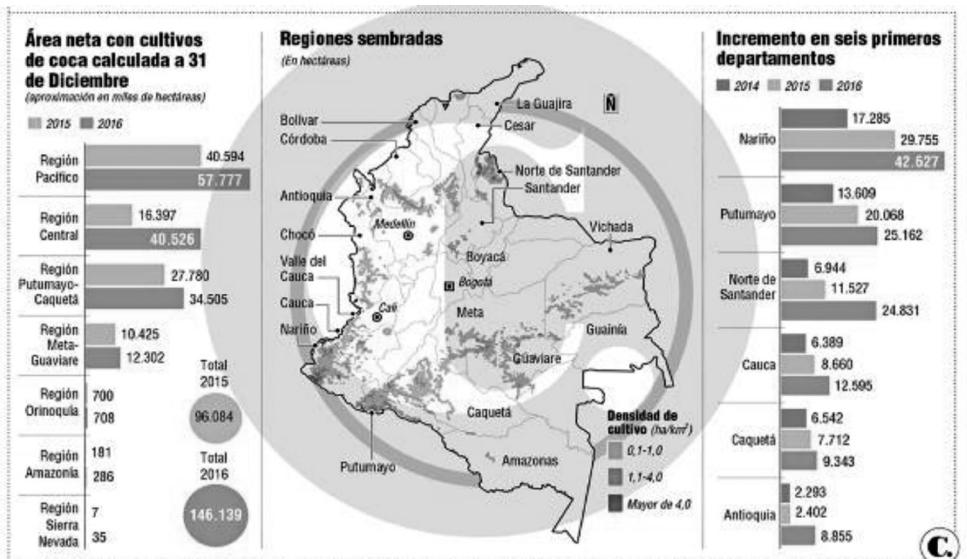 Área neta con cultivos
de coca calculada a 31
de Diciembre
(aproximación en miles de hectáreas)
2015 2016
Región
Pacífico
40.594
57.777
Región
Central
16.397
40.526
Región
Putumayo-
Caquetá
27.780
34.505
Región
Meta-
Guaviare
10.425
12.302
Región
Orinoquía
700
708
Región
Amazonía
181
286
Región
Sierra
Nevada
7
35
Total
2015
96.084
Total
2016
146.139
Regiones sembradas
(En hectáreas)
Ñ
La Guajira
Bolívar
Cesar
Córdoba
Norte de Santander
Santander
Antioquia
Medellín
Vichada
Chocó
Boyacá
Valle del
Cauca
Bogotá
Cauca
Cali
Meta
Nariño
Guainía
Guaviare
Caquetá
Putumayo
Amazonas
Densidad de
cultivo (ha/km²)
0,1-1,0
1,1-4,0
Mayor de 4,0
Incremento en seis primeros
departamentos
2014 2015 2016
Nariño
17.285
29.755
42.627
Putumayo
13.609
20.068
25.162
Norte de
Santander
6.944
11.527
24.831
Cauca
6.389
8.660
12.595
Caquetá
6.542
7.712
9.343
Antioquia
2.293
2.402
8.855
C.